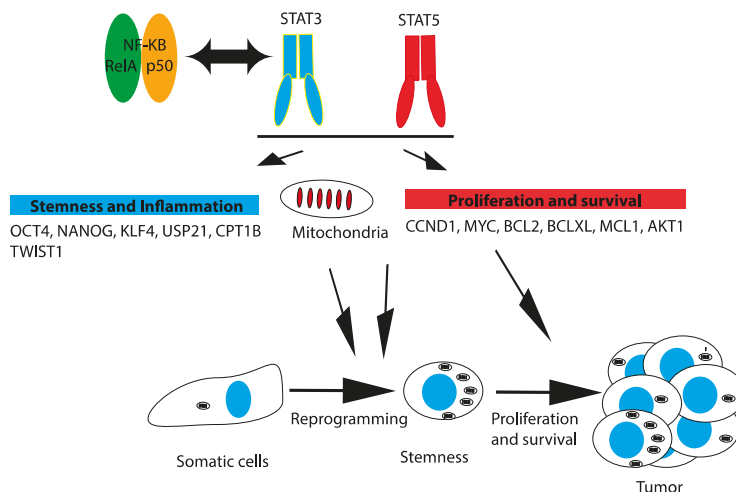 STAT3
STAT5
NF-KB
RelA p50
Stemness and Inflammation
Proliferation and survival
OCT4, NANOG, KLF4, USP21, CPT1B
TWIST1
Mitochondria
CCND1, MYC, BCL2, BCLXL, MCL1, AKT1
Reprogramming
Proliferation
and survival
Somatic cells
Stemness
Tumor